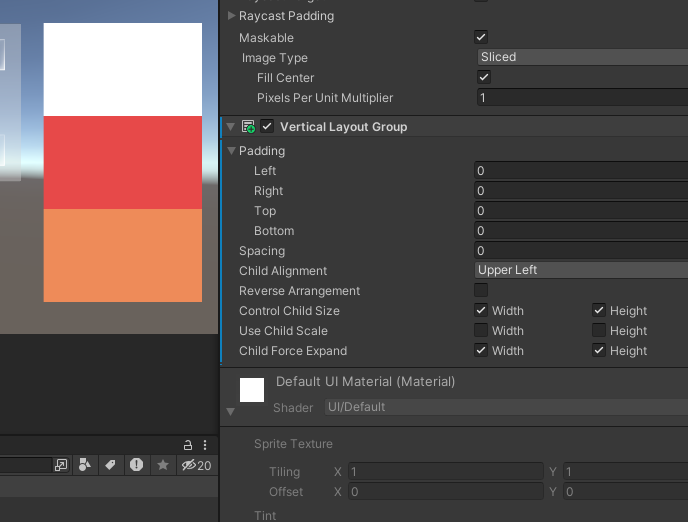 Raycast Padding
Maskable
Image Type Sliced
Fill Center
Pixels Per Unit Multiplier 1
Vertical Layout Group
Padding
Left 0
Right 0
Top 0
Bottom 0
Spacing 0
Child Alignment Upper Left
Reverse Arrangement
Control Child Size Width Height
Use Child Scale Width Height
Child Force Expand Width Height
Default UI Material (Material)
Shader UI/Default
20
Sprite Texture
Tiling X 1 Y 1
Offset X 0 Y 0
Tint